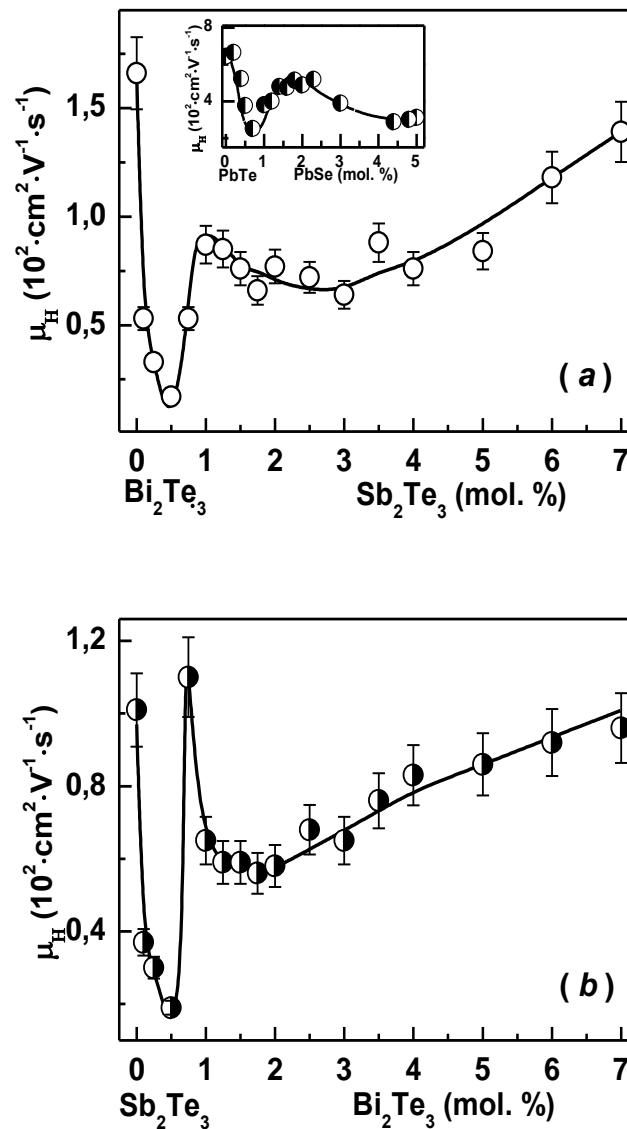 8
4
μH (10²·cm²·V⁻¹·s⁻¹)
0 1 2 3 4 5
PbTe PbSe (mol. %)
1,5
1,0
0,5
μH (10²·cm²·V⁻¹·s⁻¹)
( a )
0 1 2 3 4 5 6 7
Bi₂Te₃ Sb₂Te₃ (mol. %)
1,2
0,8
0,4
μH (10²·cm²·V⁻¹·s⁻¹)
( b )
0 1 2 3 4 5 6 7
Sb₂Te₃ Bi₂Te₃ (mol. %)